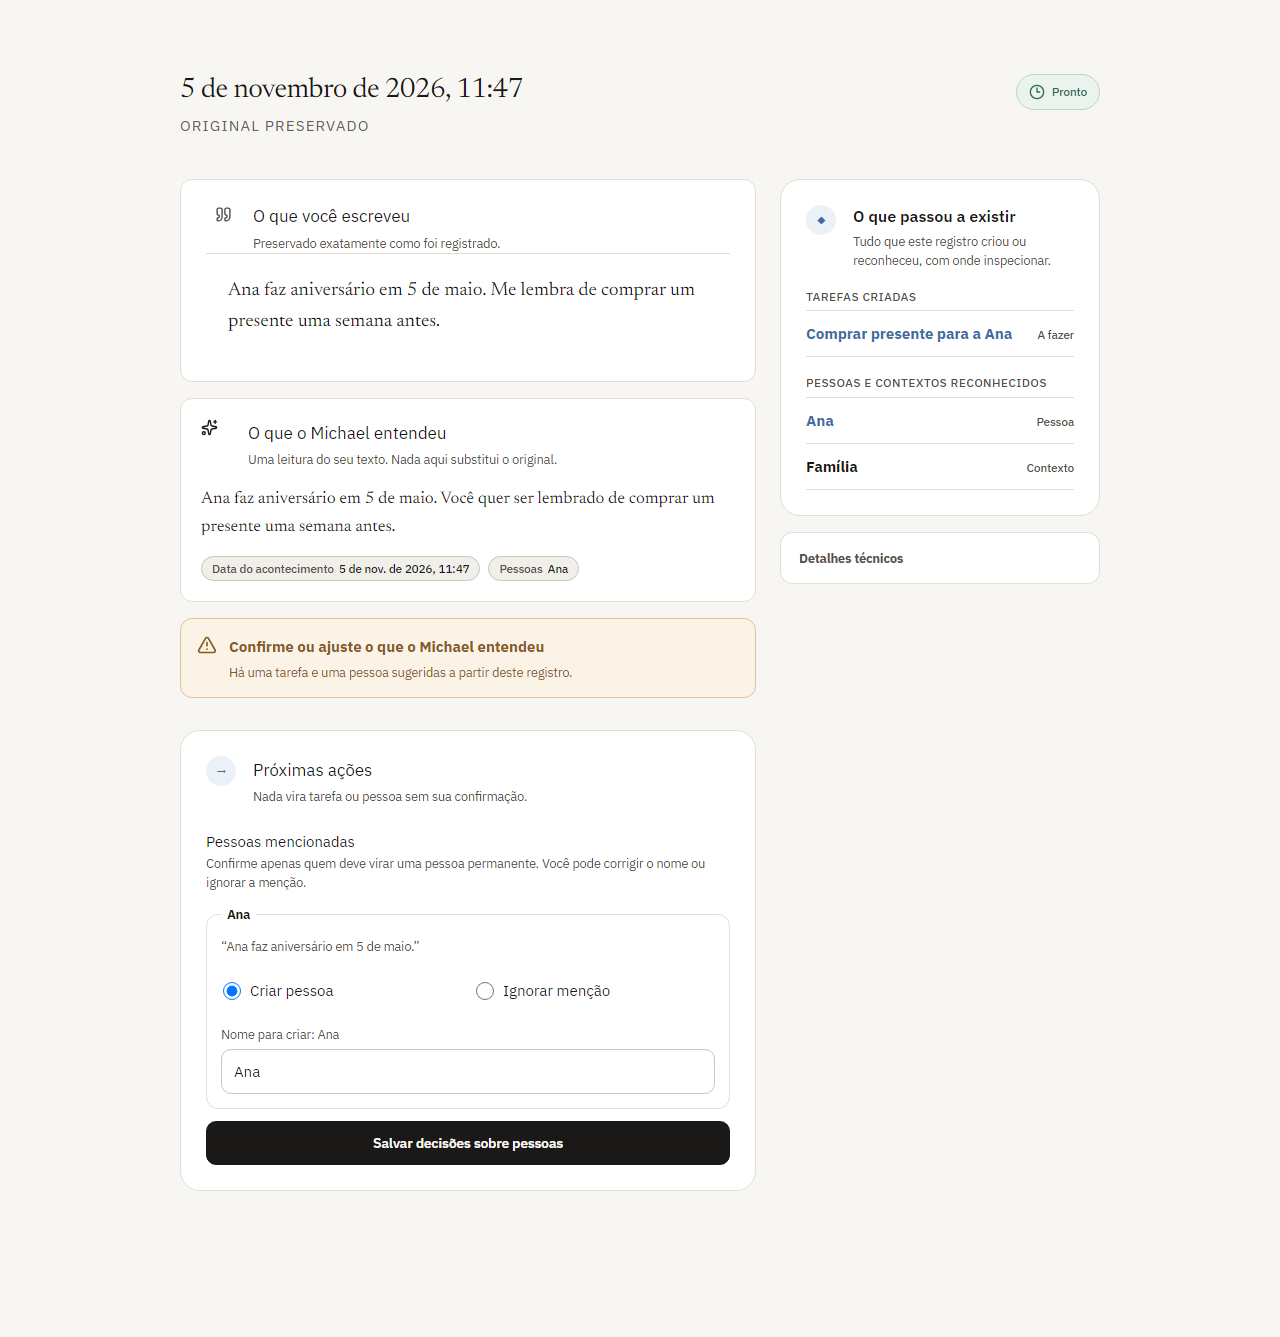 5 de novembro de 2026, 11:47
ORIGINAL PRESERVADO
Pronto
O que você escreveu
Preservado exatamente como foi registrado.
Ana faz aniversário em 5 de maio. Me lembra de comprar um
presente uma semana antes.
O que o Michael entendeu
Uma leitura do seu texto. Nada aqui substitui o original.
Ana faz aniversário em 5 de maio. Você quer ser lembrado de comprar um
presente uma semana antes.
Data do acontecimento 5 de nov. de 2026, 11:47
Pessoas Ana
Confirme ou ajuste o que o Michael entendeu
Há uma tarefa e uma pessoa sugeridas a partir deste registro.
Próximas ações
Nada vira tarefa ou pessoa sem sua confirmação.
Pessoas mencionadas
Confirme apenas quem deve virar uma pessoa permanente. Você pode corrigir o nome ou
ignorar a menção.
Ana
“Ana faz aniversário em 5 de maio.”
Criar pessoa
Ignorar menção
Nome para criar: Ana
Ana
Salvar decisões sobre pessoas
O que passou a existir
Tudo que este registro criou ou
reconheceu, com onde inspecionar.
TAREFAS CRIADAS
Comprar presente para a Ana A fazer
PESSOAS E CONTEXTOS RECONHECIDOS
Ana Pessoa
Família Contexto
Detalhes técnicos